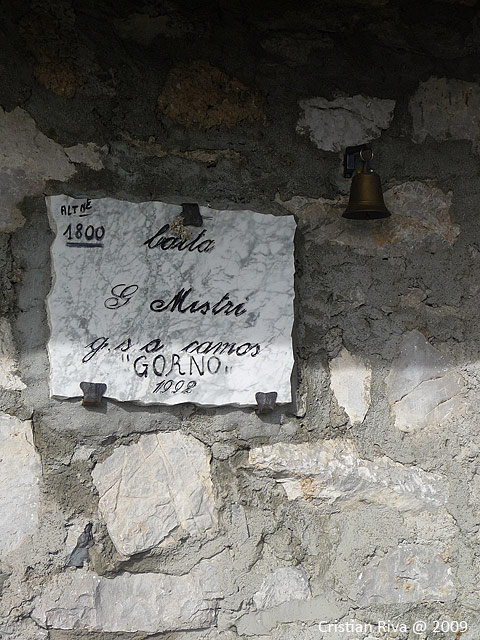 ALT NE
1800
baita
G Mistri
g. s. a camos
"GORNO"
1992
Cristian Riva @ 2009